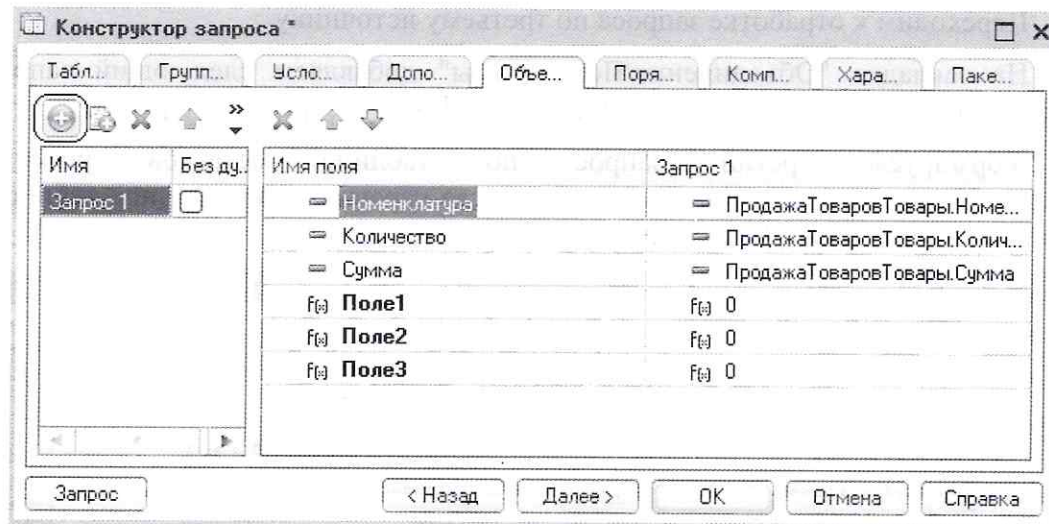 Конструктор запроса *
Табл... Групп... Усло... Допо... Объе... Поря... Комп... Хара... Паке...
Имя Без ду...
Запрос 1
Имя поля Запрос 1
Номенклатура ПродажаТоваровТовары.Номе...
Количество ПродажаТоваровТовары.Колич...
Сумма ПродажаТоваровТовары.Сумма
Поле1 0
Поле2 0
Поле3 0
Запрос < Назад Далее > OK Отмена Справка